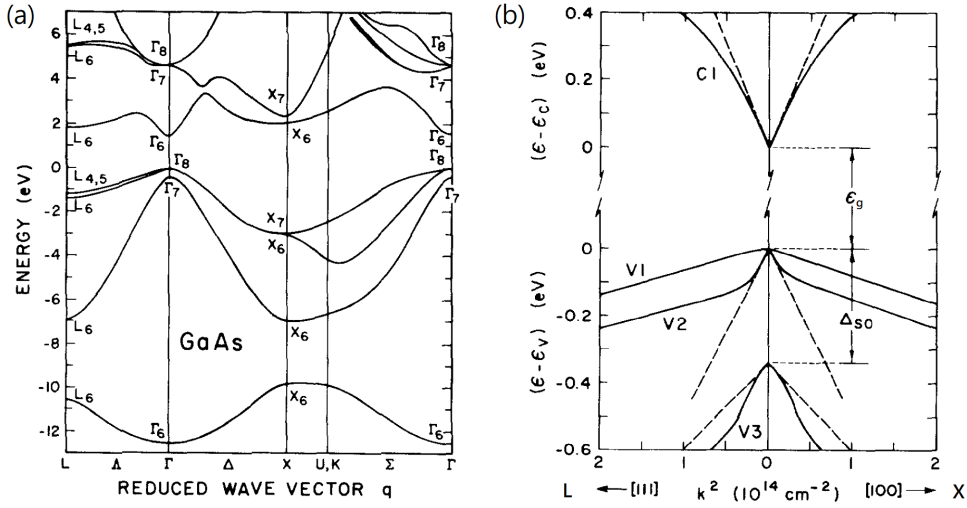 (a)
ENERGY (eV)
6
4
2
0
-2
-4
-6
-8
-10
-12
L4,5
L6
Γ8
Γ7
X7
X6
Γ8
Γ7
L6
Γ6
Γ6
L4,5
L6
Γ8
Γ7
X7
X6
Γ8
Γ7
L6
X6
GaAs
L6
Γ6
X6
Γ6
L Λ Γ Δ X U,K Σ Γ
REDUCED WAVE VECTOR q
(b)
(ϵ-ϵC) (eV)
0.4
0.2
0
C1
ϵg
(ϵ-ϵV) (eV)
0
-0.2
-0.4
-0.6
V1
V2
Δso
V3
2 1 0 1 2
L ←[111] k² (10¹⁴ cm⁻²) [100]→ X